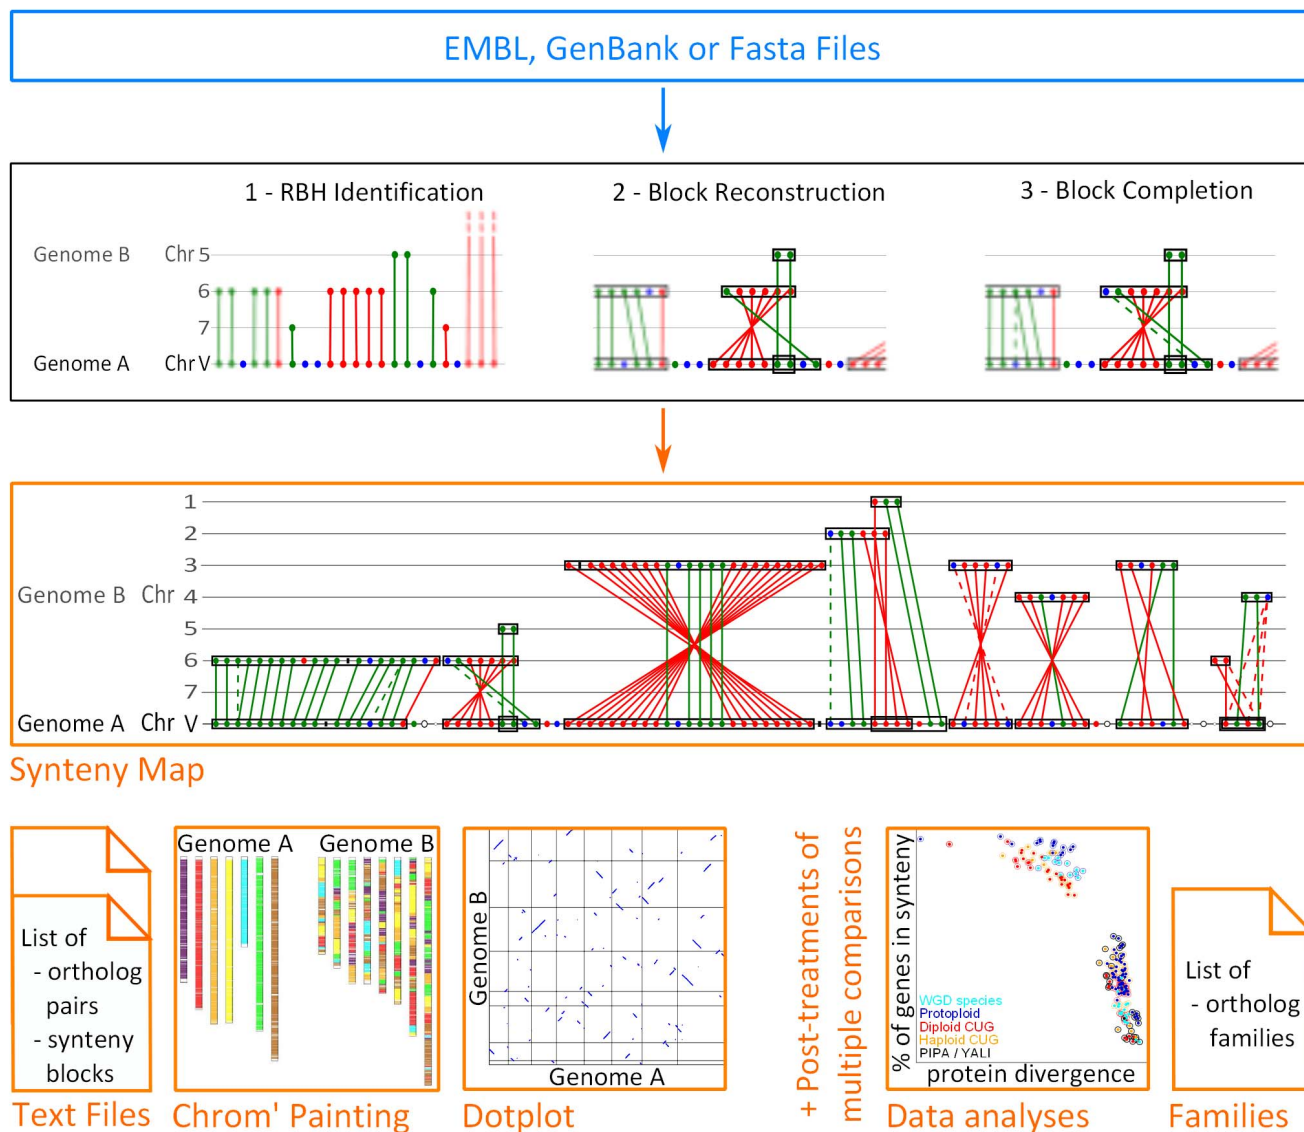 EMBL, GenBank or Fasta Files
1 - RBH Identification
2 - Block Reconstruction
3 - Block Completion
Genome B Chr 5
6
7
Genome A Chr V
1
2
3
Genome B Chr 4
5
6
7
Genome A Chr V
Synteny Map
List of
- ortholog
pairs
- synteny
blocks
Text Files
Genome A
Genome B
Chrom' Painting
Genome B
Genome A
Dotplot
+ Post-treatments of
multiple comparisons
% of genes in synteny
WGD species
Protoploid
Diploid CUG
Haploid CUG
PIPA / YALI
protein divergence
Data analyses
List of
- ortholog
families
Families